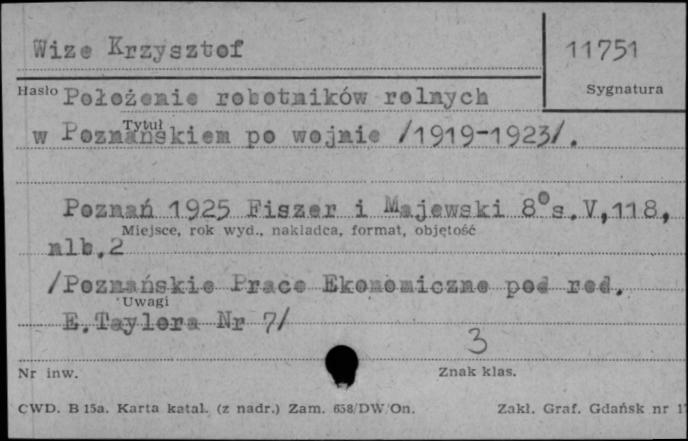 Wize Krzysztof
11751
Hasło
Sygnatura
Położenie robotników rolnych
Tytuł
w Poznańskiem po wojnie /1919-1923/.
Poznań 1925 Fiszer i Majewski 8°s.V,118,
Miejsce, rok wyd., nakładca, format, objętość
nlb.2
/Poznańskie Prace Ekonomiczne pod red.
Uwagi
E.Taylora Nr 7/
3
Nr inw.
Znak klas.
CWD. B 15a. Karta katal. (z nadr.) Zam. 658/DW/On.
Zakł. Graf. Gdańsk nr